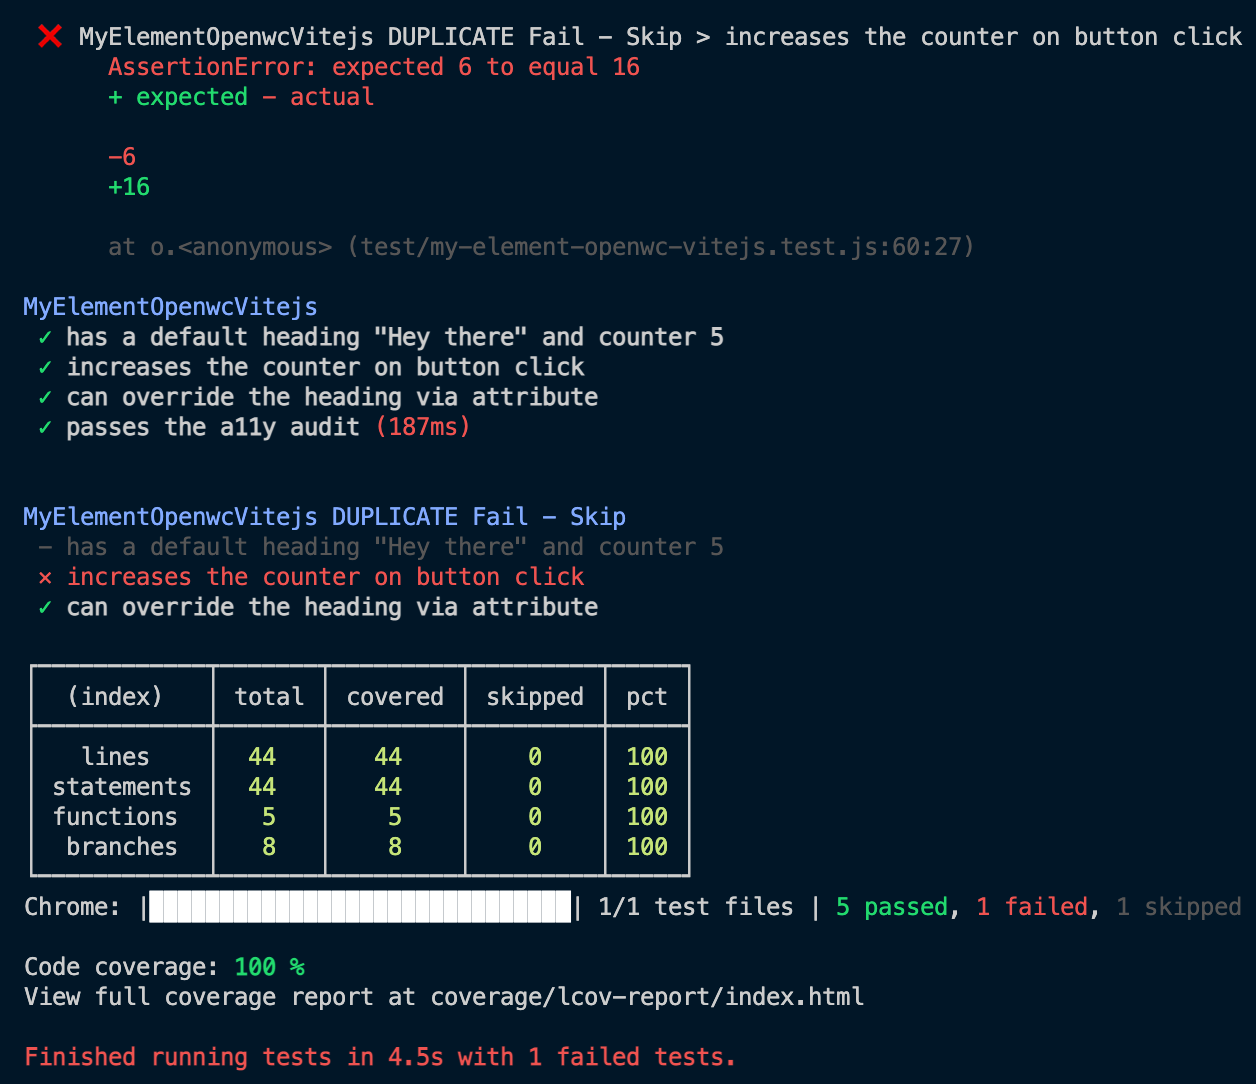 ❌ MyElementOpenwcVitejs DUPLICATE Fail - Skip > increases the counter on button click
AssertionError: expected 6 to equal 16
+ expected - actual
-6
+16
at o.<anonymous> (test/my-element-openwc-vitejs.test.js:60:27)
MyElementOpenwcVitejs
✓ has a default heading "Hey there" and counter 5
✓ increases the counter on button click
✓ can override the heading via attribute
✓ passes the a11y audit (187ms)
MyElementOpenwcVitejs DUPLICATE Fail - Skip
- has a default heading "Hey there" and counter 5
× increases the counter on button click
✓ can override the heading via attribute
(index) total covered skipped pct
lines 44 44 0 100
statements 44 44 0 100
functions 5 5 0 100
branches 8 8 0 100
Chrome: |██████████████████████████████| 1/1 test files | 5 passed, 1 failed, 1 skipped
Code coverage: 100 %
View full coverage report at coverage/lcov-report/index.html
Finished running tests in 4.5s with 1 failed tests.